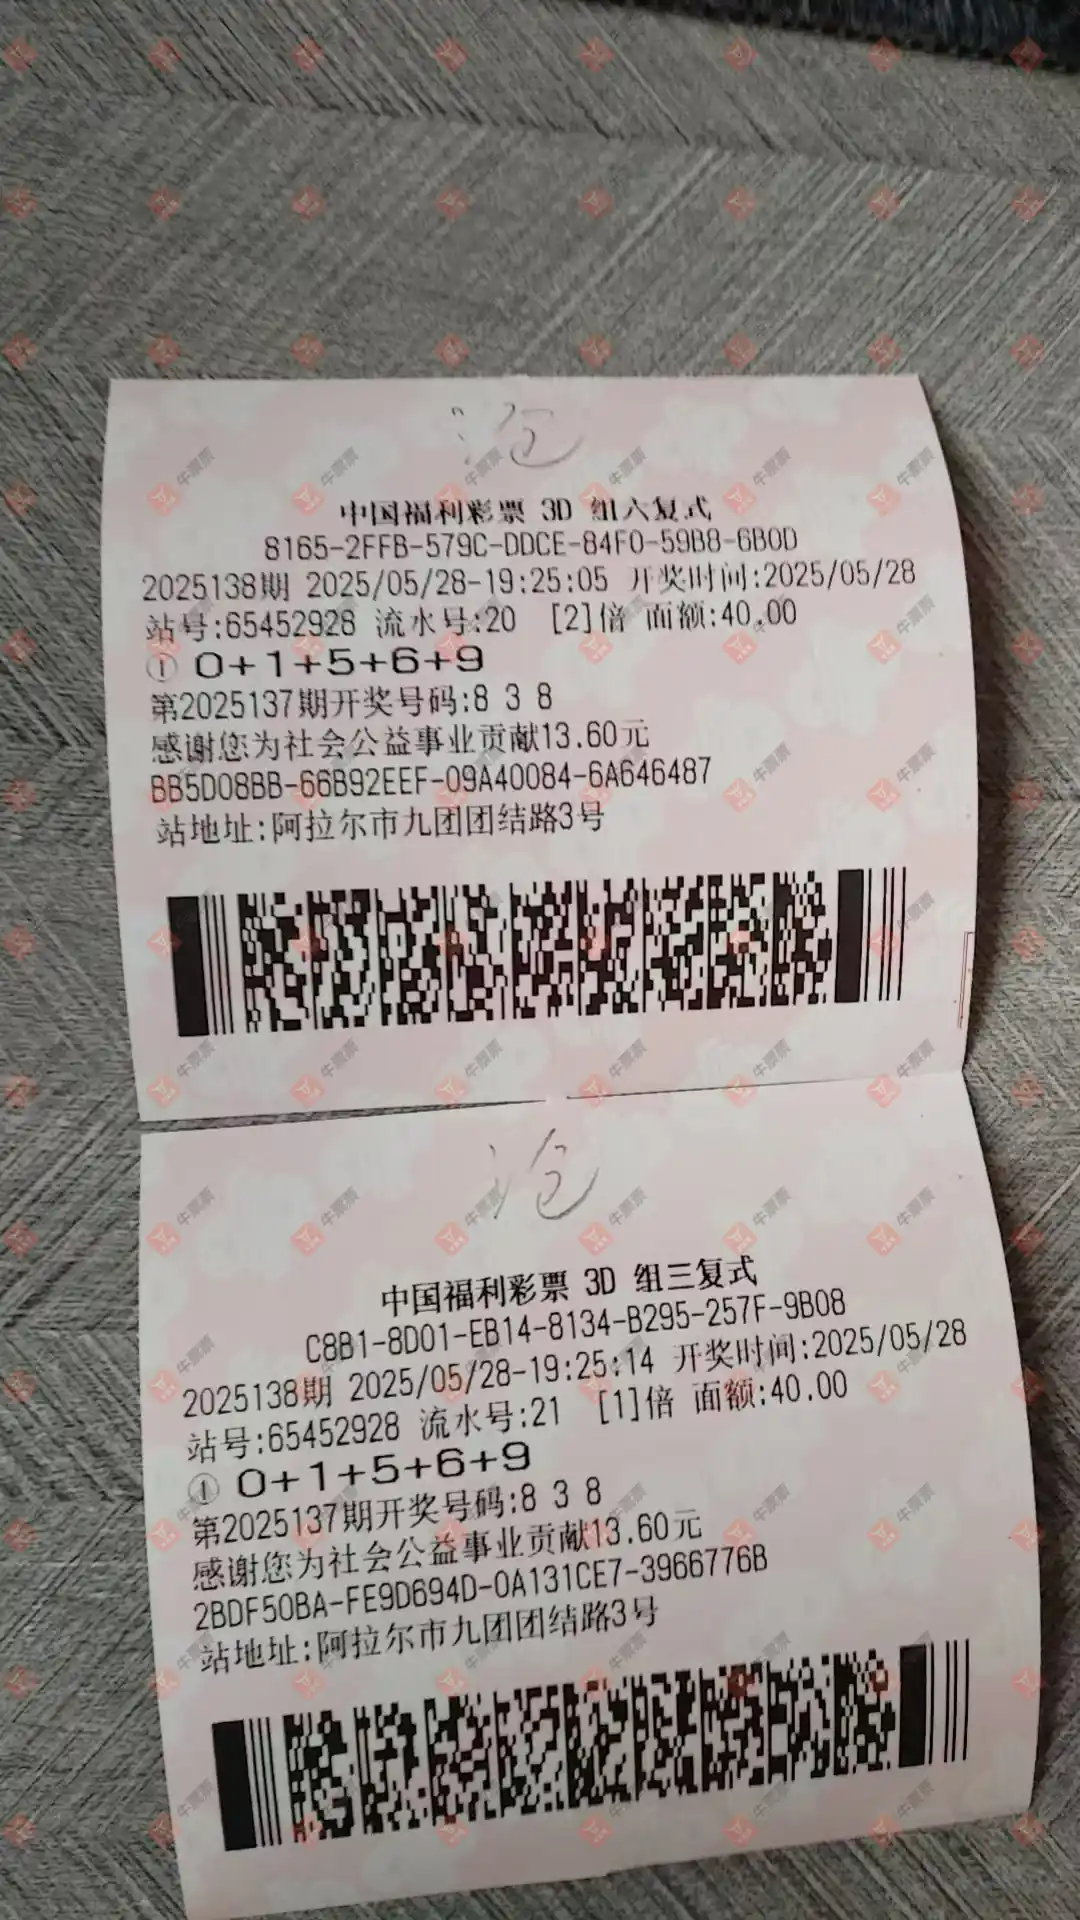 沧
中国福利彩票 3D 组六复式
8165-2FFB-579C-DDCE-84F0-59B8-6B0D
2025138期 2025/05/28-19:25:05 开奖时间:2025/05/28
站号:65452928 流水号:20 [2]倍 面额:40.00
① 0+1+5+6+9
第2025137期开奖号码:8 3 8
感谢您为社会公益事业贡献13.60元
BB5D08BB-66B92EEF-09A40084-6A646487
站地址:阿拉尔市九团团结路3号
沧
中国福利彩票 3D 组三复式
C8B1-8D01-EB14-8134-B295-257F-9B08
2025138期 2025/05/28-19:25:14 开奖时间:2025/05/28
站号:65452928 流水号:21 [1]倍 面额:40.00
① 0+1+5+6+9
第2025137期开奖号码:8 3 8
感谢您为社会公益事业贡献13.60元
2BDF50BA-FE9D694D-0A131CE7-3966776B
站地址:阿拉尔市九团团结路3号
牛票票